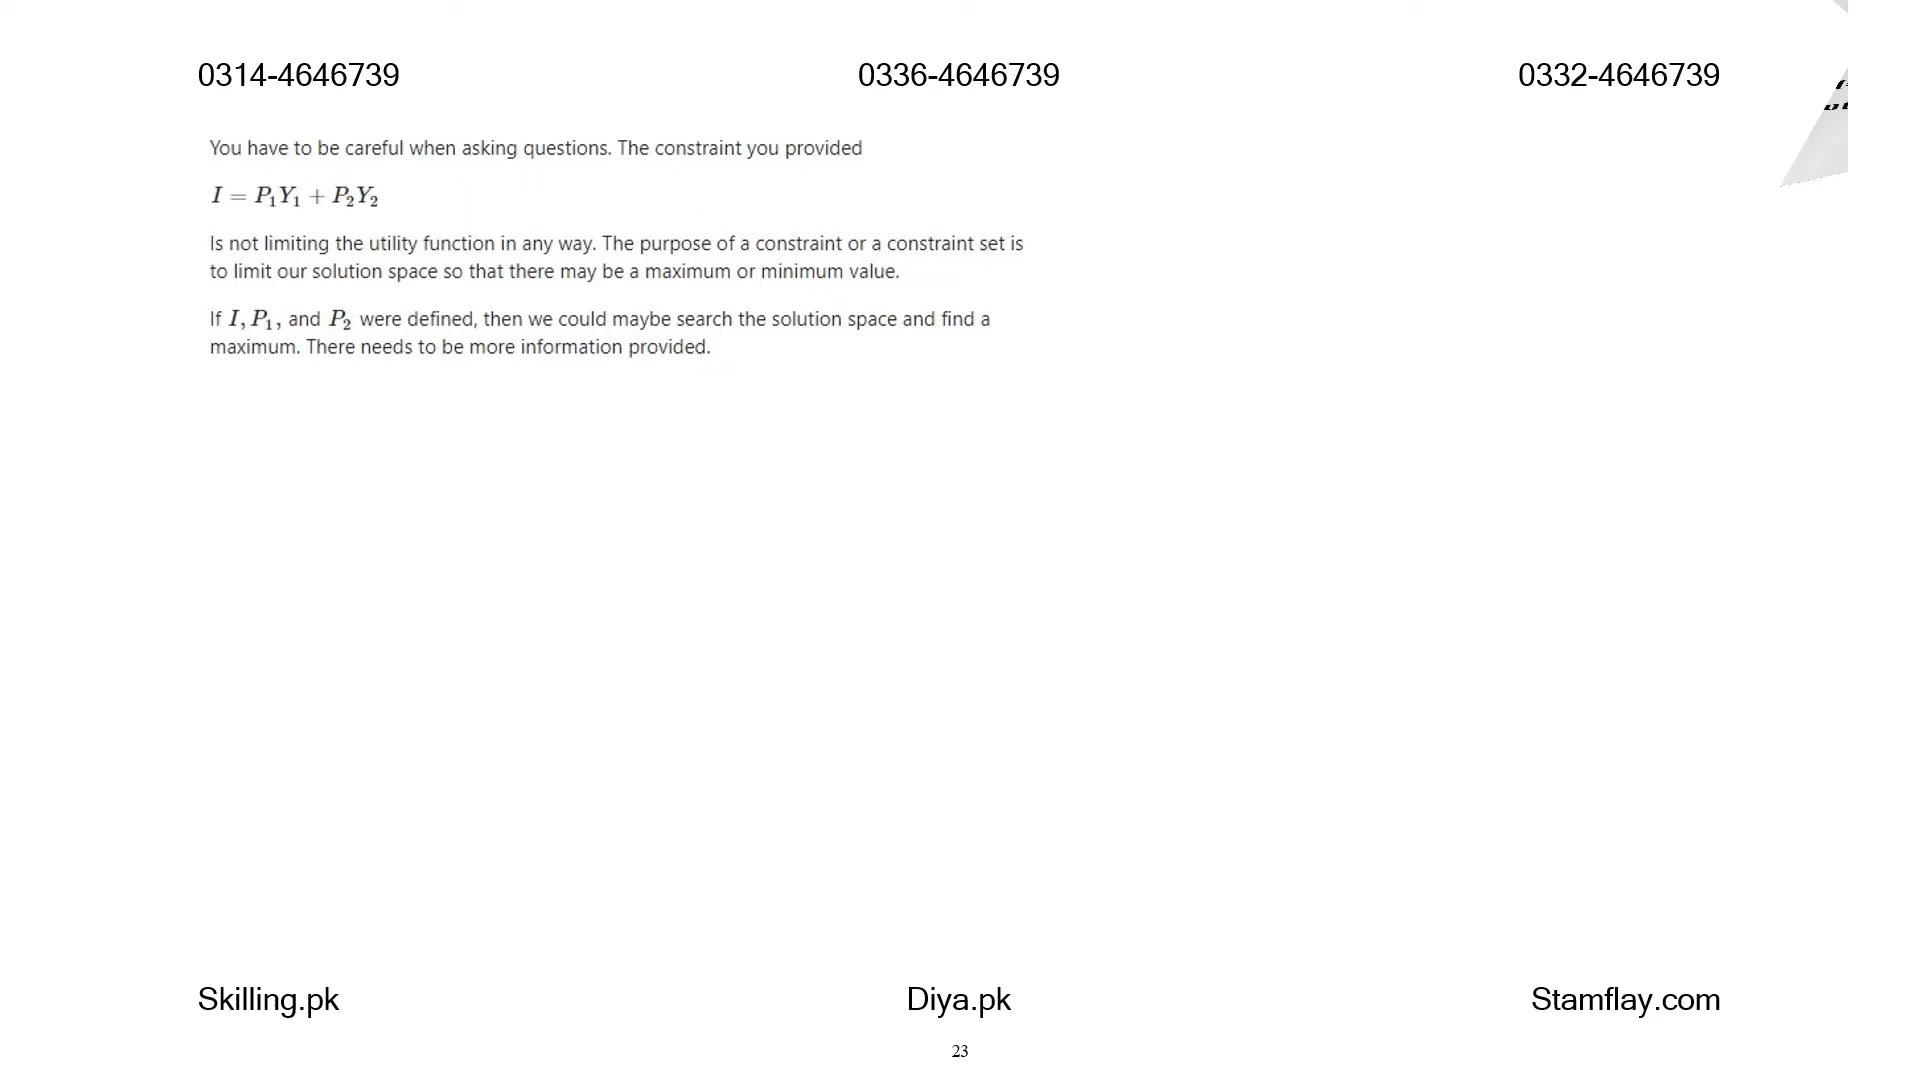 0314-4646739 0336-4646739 0332-4646739
You have to be careful when asking questions. The constraint you provided
I = P₁Y₁ + P₂Y₂
Is not limiting the utility function in any way. The purpose of a constraint or a constraint set is
to limit our solution space so that there may be a maximum or minimum value.
If I, P₁, and P₂ were defined, then we could maybe search the solution space and find a
maximum. There needs to be more information provided.
Skilling.pk Diya.pk Stamflay.com
23